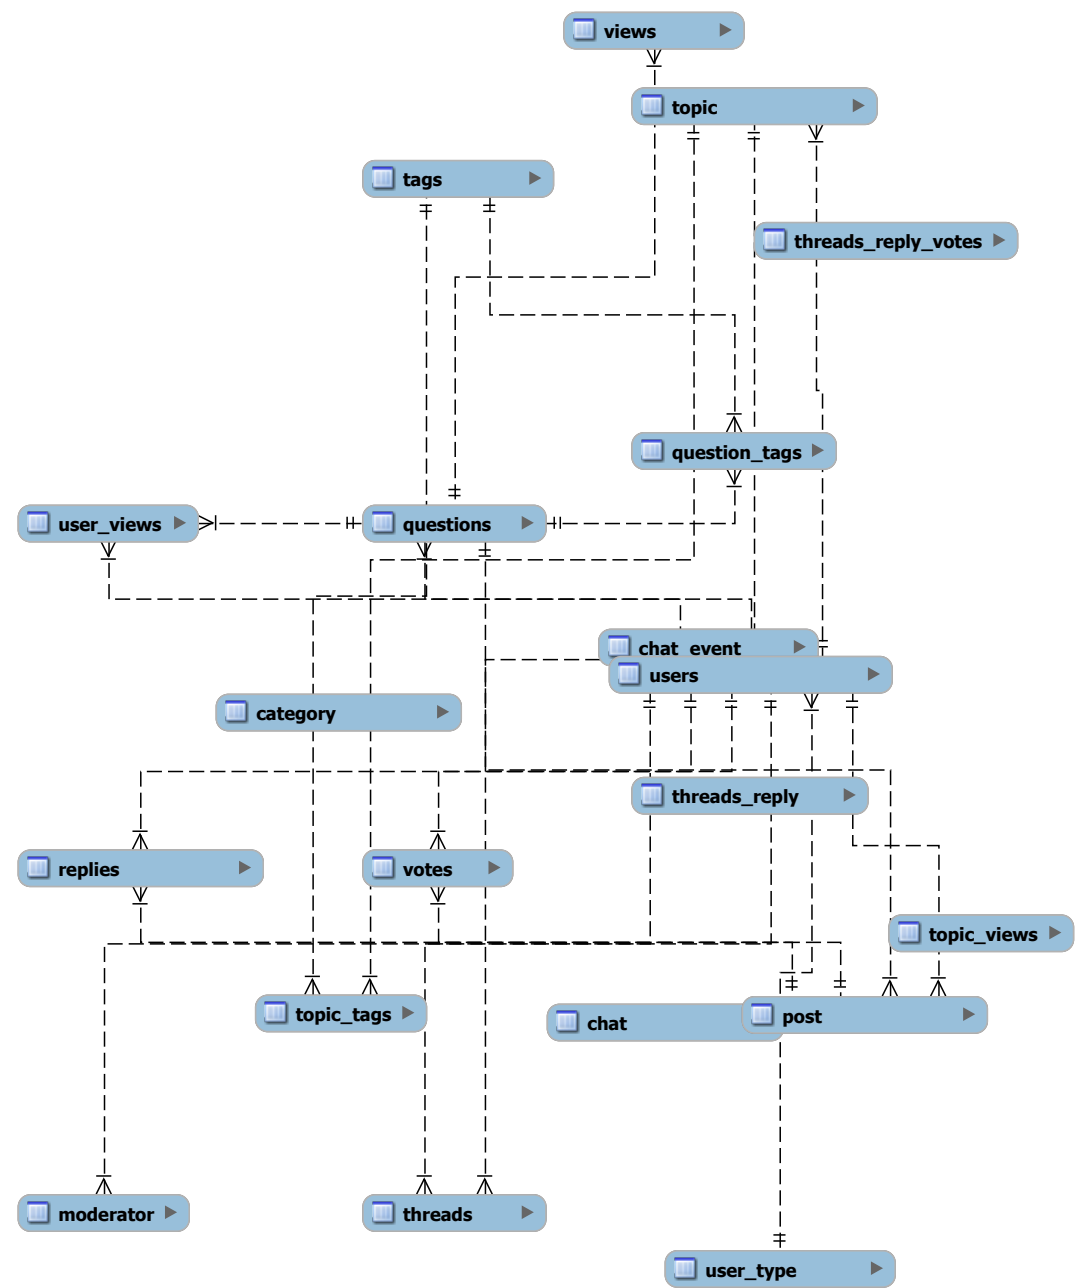 views
topic
tags
threads_reply_votes
question_tags
user_views
questions
chat_event
users
category
threads_reply
replies
votes
topic_views
topic_tags
chat
post
moderator
threads
user_type